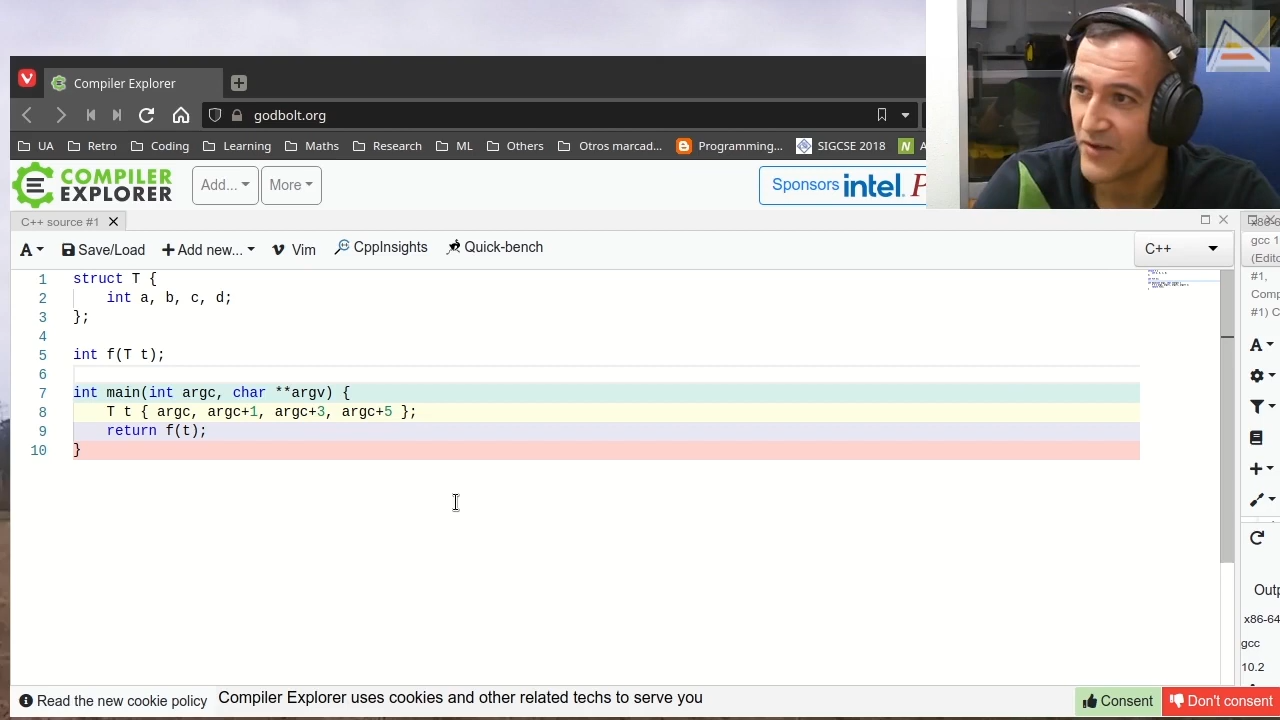 Compiler Explorer
godbolt.org
UA Retro Coding Learning Maths Research ML Others Otros marcad... Programming... SIGCSE 2018
COMPILER
EXPLORER
Add... More
Sponsors intel. P
C++ source #1
A Save/Load Add new... Vim CppInsights Quick-bench C++
1 struct T {
2 int a, b, c, d;
3 };
4
5 int f(T t);
6
7 int main(int argc, char **argv) {
8 T t { argc, argc+1, argc+3, argc+5 };
9 return f(t);
10 }
gcc 1
(Edito
#1,
Comp
#1) C
A
Outp
x86-64
gcc
10.2
Read the new cookie policy Compiler Explorer uses cookies and other related techs to serve you Consent Don't consent